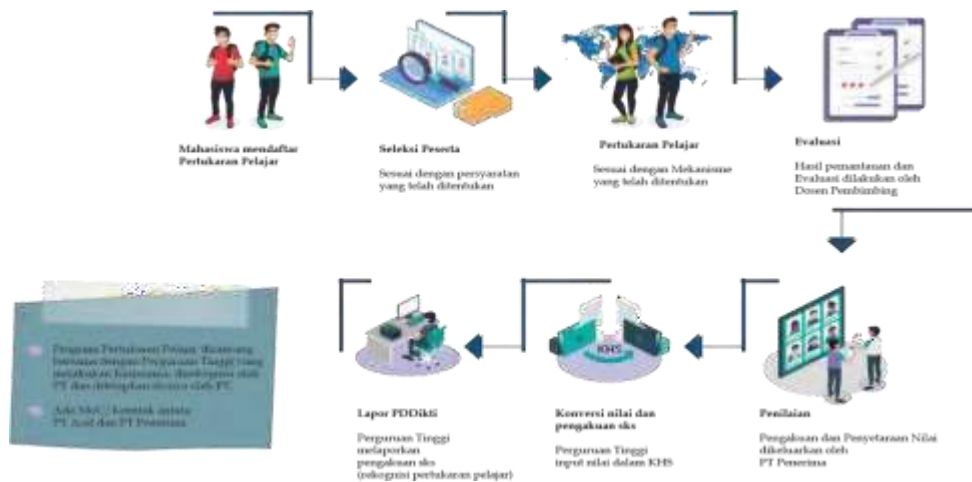 Mahasiswa mendaftar
Pertukaran Pelajar
Seleksi Peserta
Sesuai dengan persyaratan
yang telah ditentukan
Pertukaran Pelajar
Sesuai dengan Mekanisme
yang telah ditentukan
Evaluasi
Hasil pemantauan dan
Evaluasi dilakukan oleh
Dosen Pembimbing
Penilaian
Pengakuan dan Penyetaraan Nilai
dikeluarkan oleh
PT Penerima
KHS
Konversi nilai dan
pengakuan sks
Perguruan Tinggi
input nilai dalam KHS
Lapor PDDikti
Perguruan Tinggi
melaporkan
pengakuan sks
(rekognisi pertukaran pelajar)
Program Pertukaran Pelajar dirancang
bersama dengan Perguruan Tinggi yang
melakukan kerjasama,
PT dan ditetapkan oleh PT
Ada MoU / kontrak antara
PT Asal dan PT Penerima